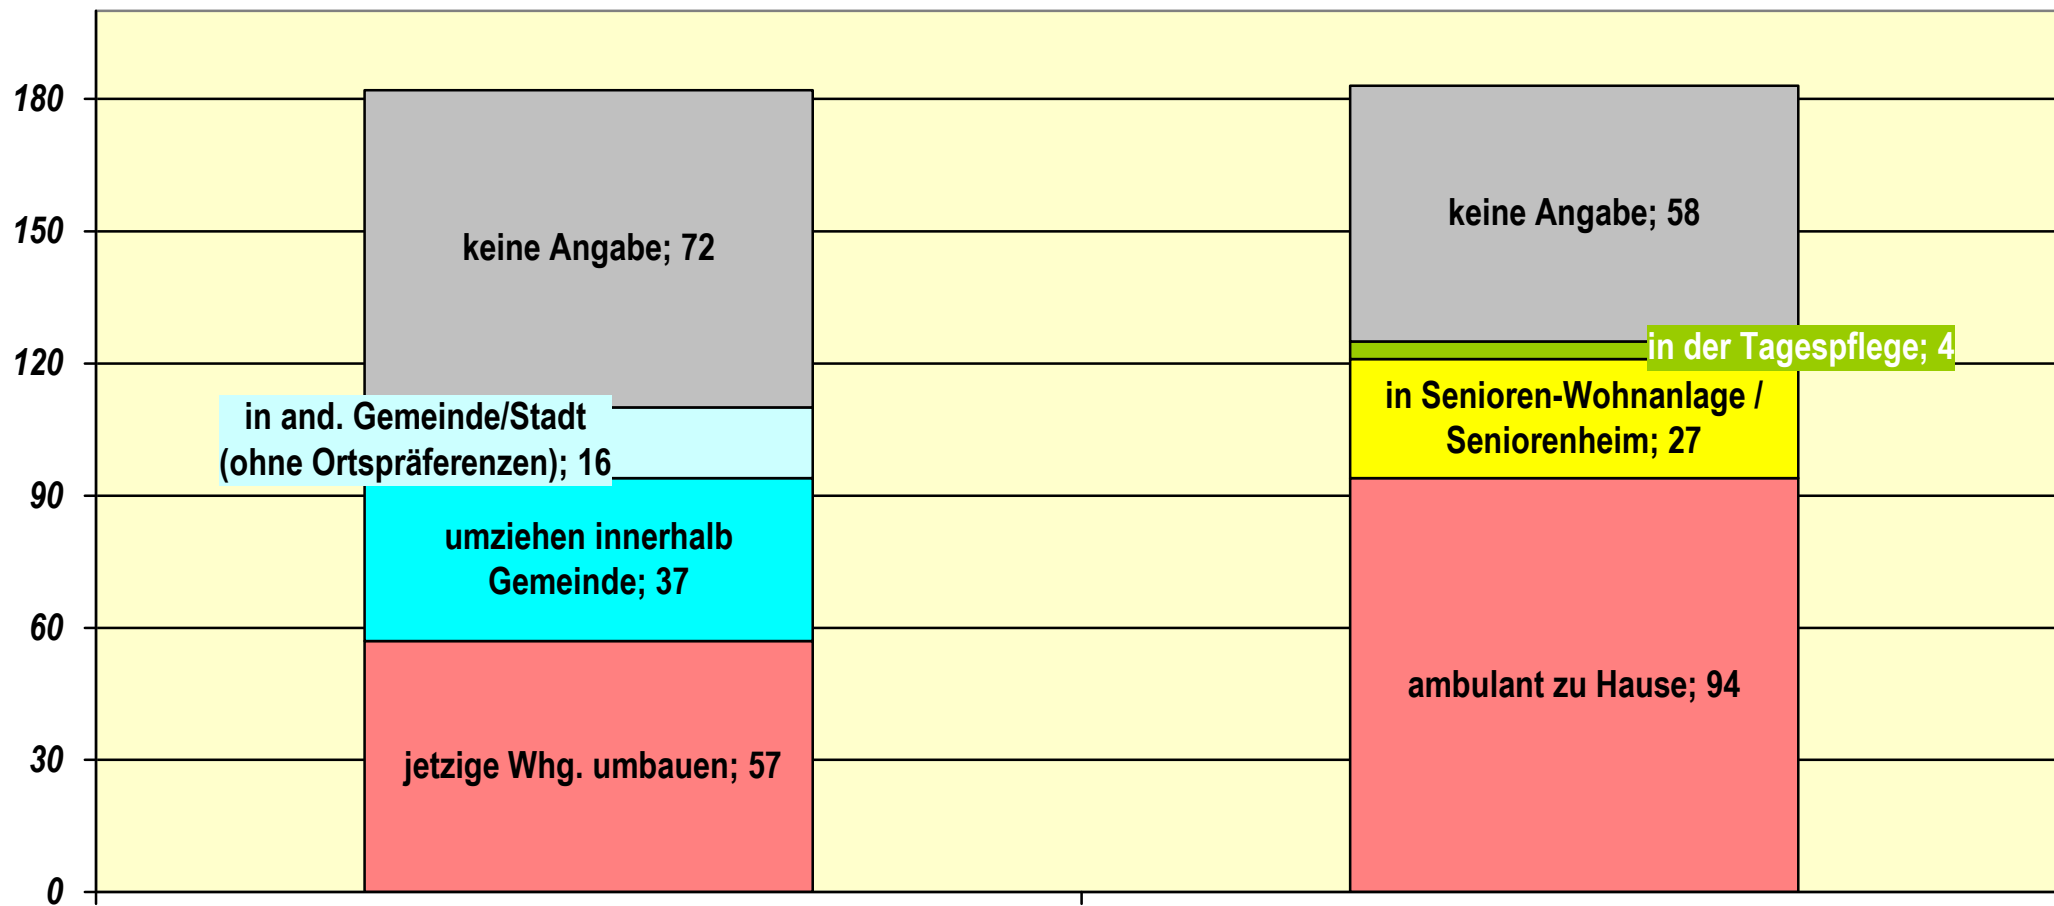 180
150
120
90
60
30
0
keine Angabe; 72
in and. Gemeinde/Stadt
(ohne Ortspräferenzen); 16
umziehen innerhalb
Gemeinde; 37
jetzige Whg. umbauen; 57
keine Angabe; 58
in der Tagespflege; 4
in Senioren-Wohnanlage /
Seniorenheim; 27
ambulant zu Hause; 94